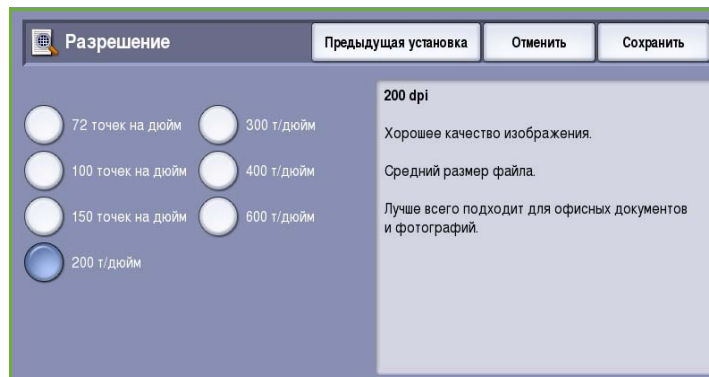 Разрешение
Предыдущая установка
Отменить
Сохранить
72 точек на дюйм
300 т/дюйм
100 точек на дюйм
400 т/дюйм
150 точек на дюйм
600 т/дюйм
200 т/дюйм
200 dpi
Хорошее качество изображения.
Средний размер файла.
Лучше всего подходит для офисных документов
и фотографий.